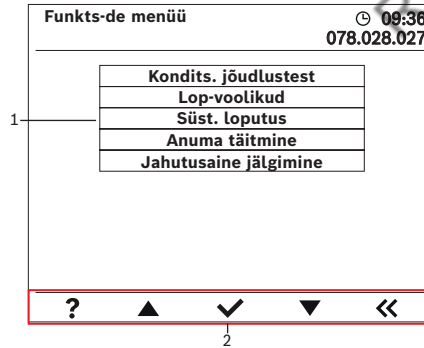 Funkts-de menüü
09:36
078.028.027
Kondits. jõudlustest
Lop-voolikud
1
Süst. loputus
Anuma täitmine
Jahutusaine jälgimine
?
2